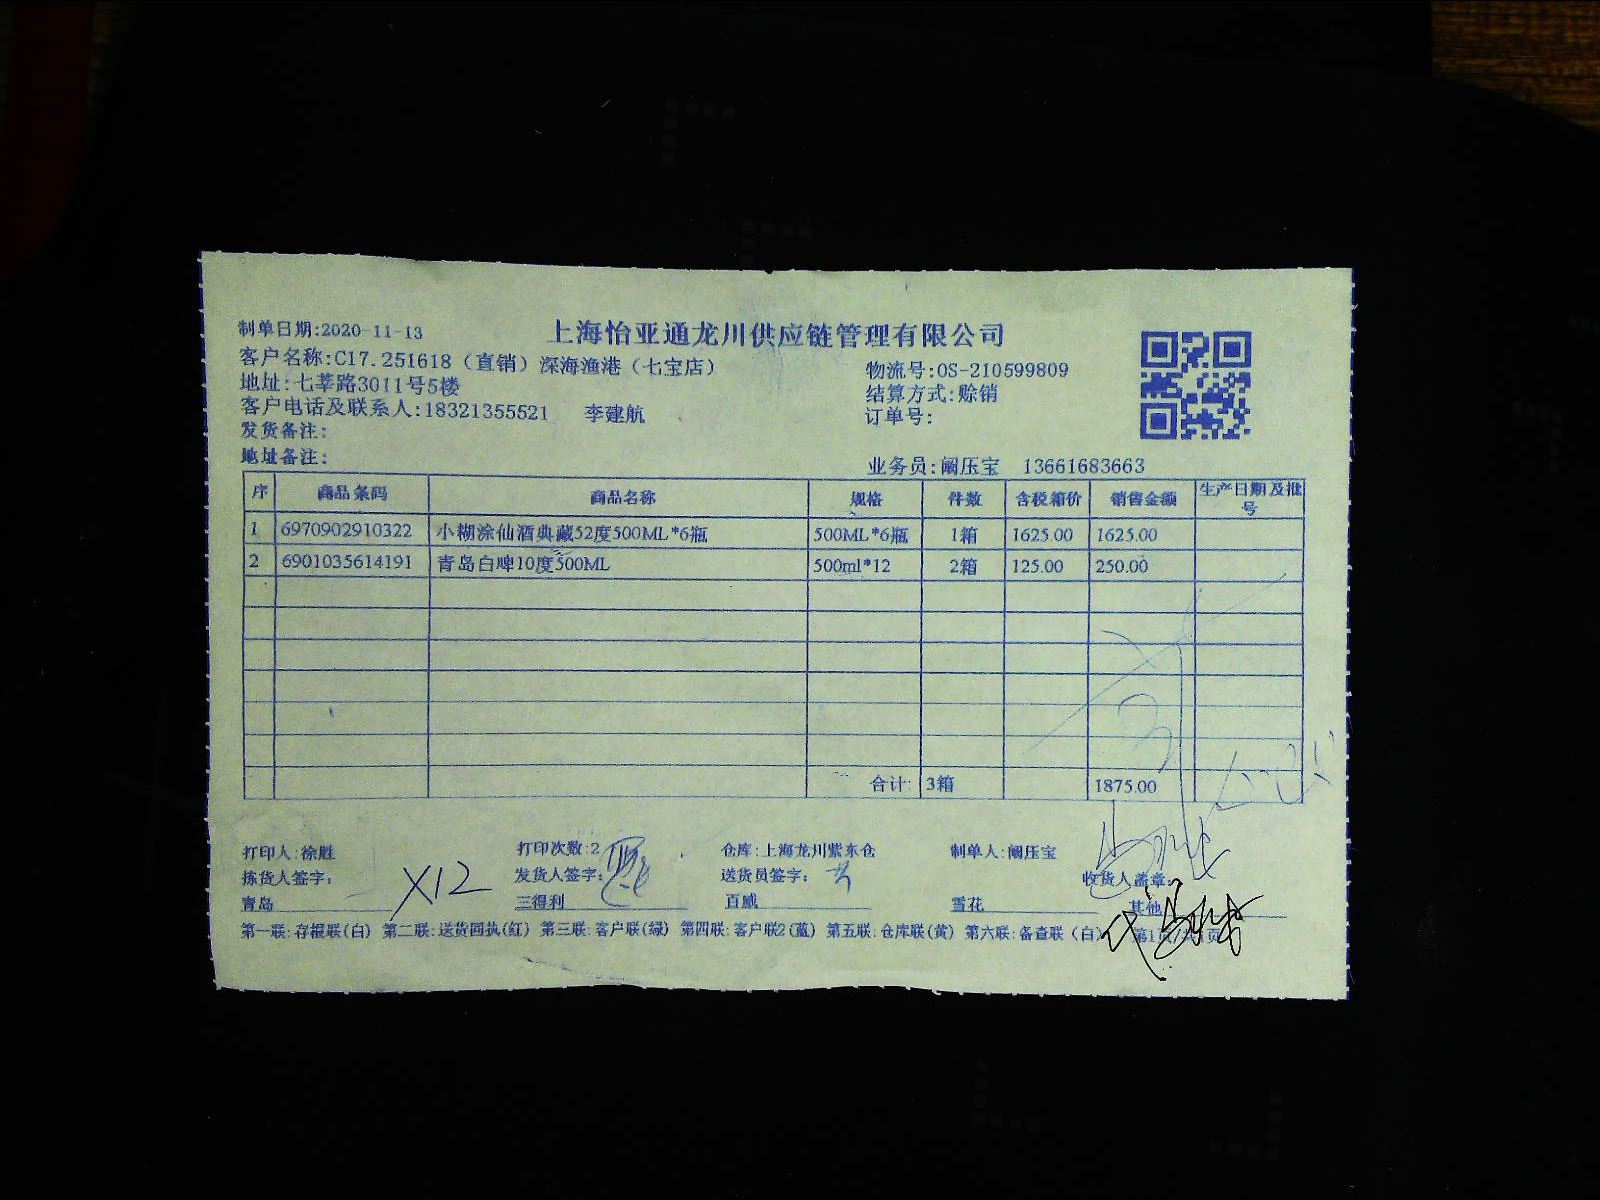 上海怡亚通龙川供应链管理有限公司
制单日期:2020-11-13
客户名称:C17.251618（直销）深海渔港（七宝店） 物流号:OS-210599809
地址:七莘路3011号5楼 结算方式:赊销
客户电话及联系人:18321355521 李建航 订单号:
发货备注:
地址备注: 业务员:阚压宝 13661683663
序 商品条码 商品名称 规格 件数 含税箱价 销售金额 生产日期及批号
1 6970902910322 小糊涂仙酒典藏52度500ML*6瓶 500ML*6瓶 1箱 1625.00 1625.00
2 6901035614191 青岛白啤10度500ML 500ml*12 2箱 125.00 250.00
合计: 3箱 1875.00
打印人:徐胜 打印次数:2 仓库:上海龙川紫东仓 制单人:阚压宝
拣货人签字: 发货人签字: 送货员签字: 收货人盖章:
青岛 X12 三得利 百威 雪花 其他
第一联:存根联(白) 第二联:送货回执(红) 第三联:客户联(绿) 第四联:客户联2(蓝) 第五联:仓库联(黄) 第六联:备查联（白） 第1页/共1页